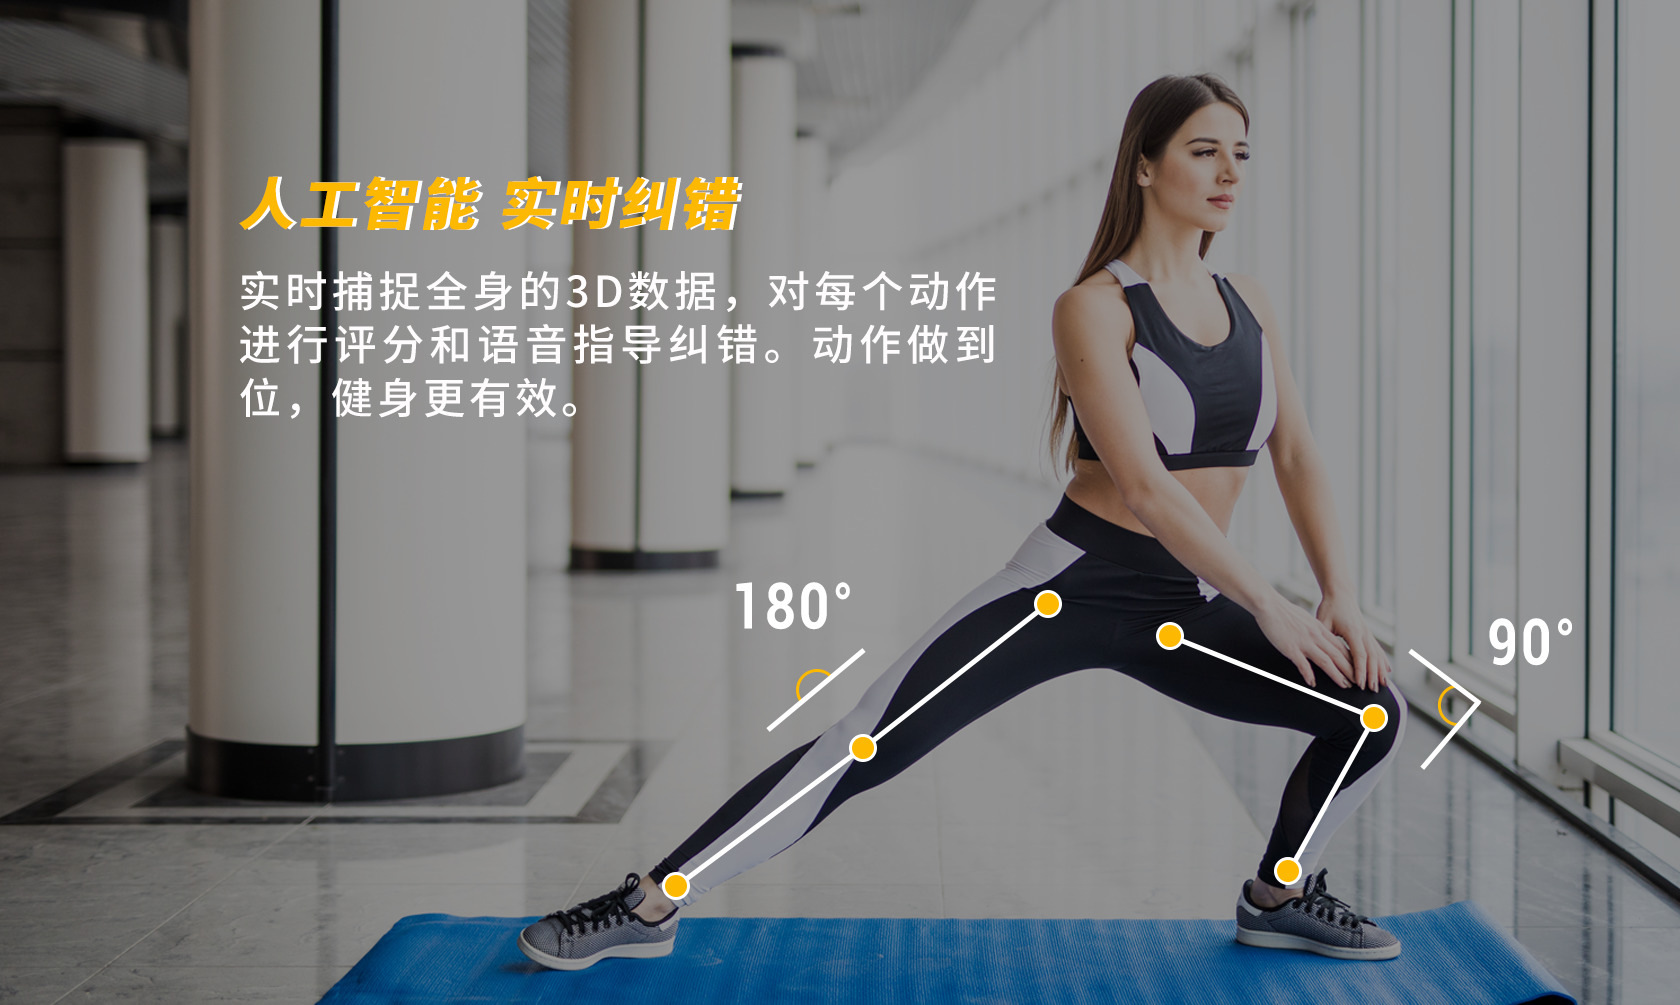 人工智能 实时纠错
实时捕捉全身的3D数据，对每个动作
进行评分和语音指导纠错。动作做到
位，健身更有效。
180°
90°